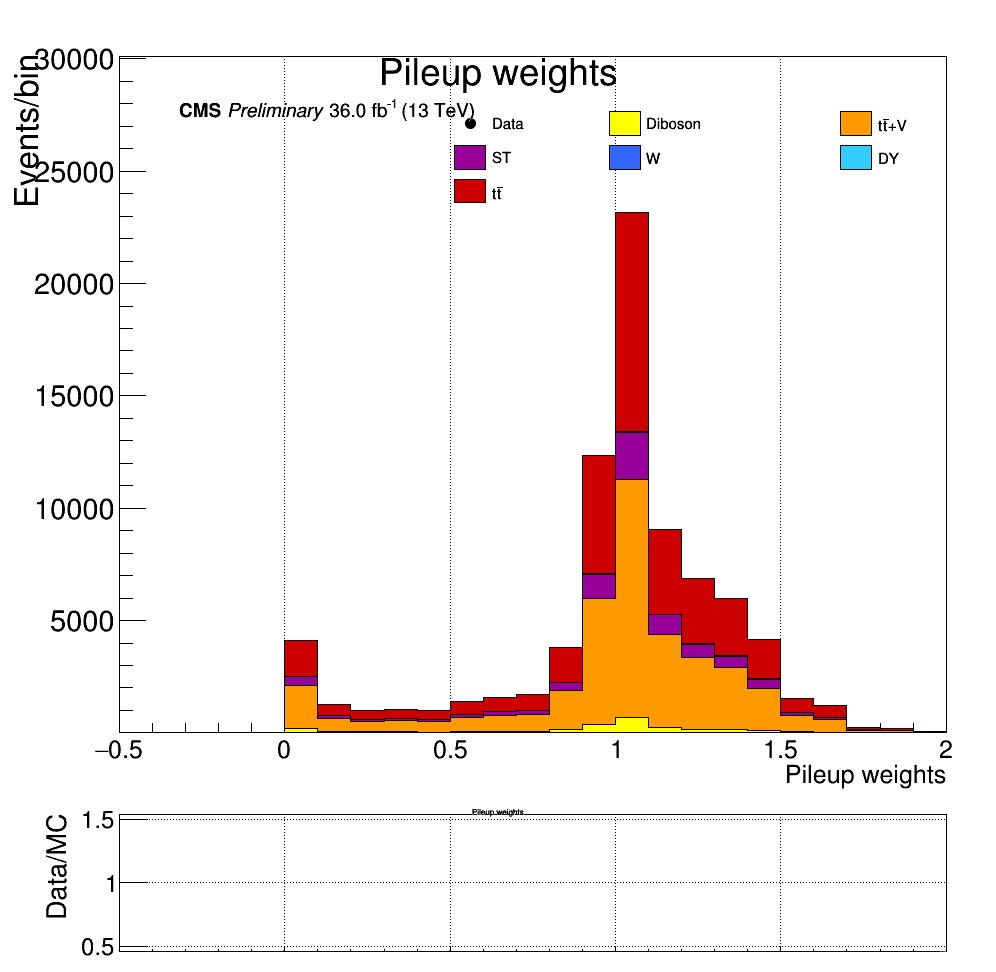 Pileup weights
Events/bin
CMS Preliminary 36.0 fb⁻¹ (13 TeV)
Data
Diboson
tt̄+V
ST
W
DY
tt̄
30000
25000
20000
15000
10000
5000
−0.5
0
0.5
1
1.5
2
Pileup weights
Pileup weights
Data/MC
1.5
1
0.5